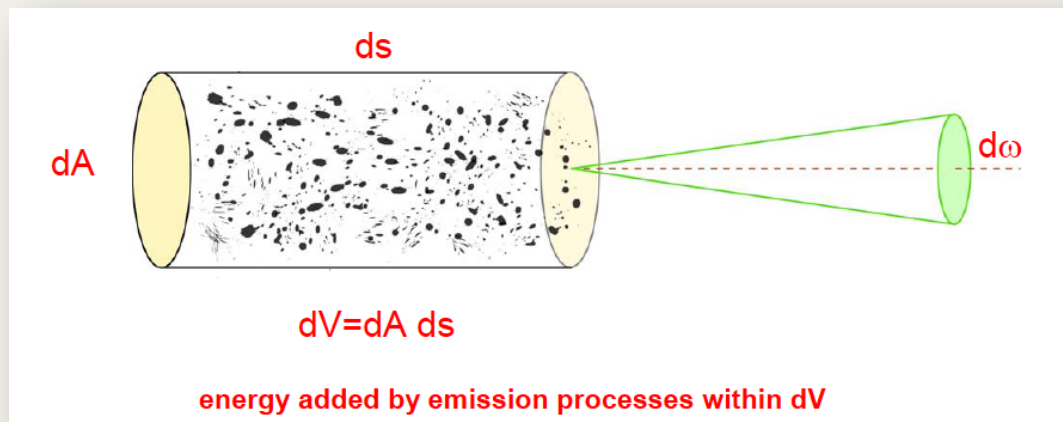 ds
dA
dω
dV=dA ds
energy added by emission processes within dV